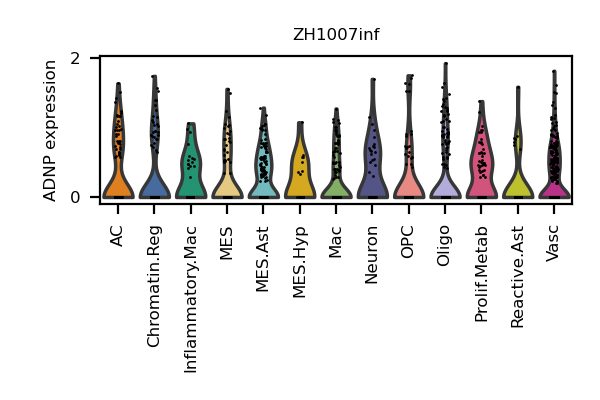 ZH1007inf
ADNP expression
2
0
AC
Chromatin.Reg
Inflammatory.Mac
MES
MES.Ast
MES.Hyp
Mac
Neuron
OPC
Oligo
Prolif.Metab
Reactive.Ast
Vasc